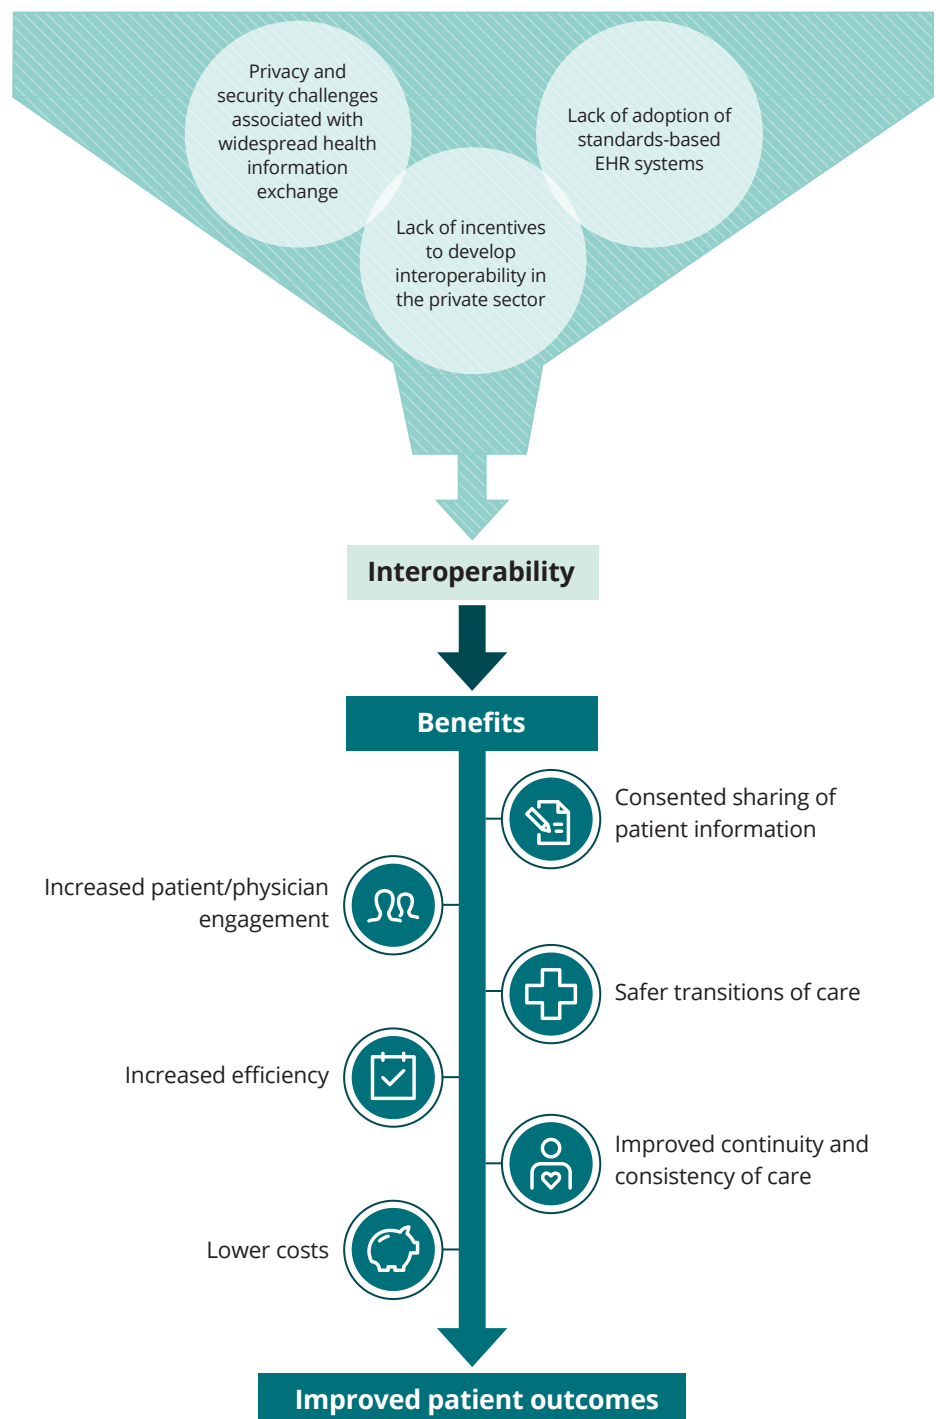 Privacy and
security challenges
associated with
widespread health
information
exchange
Lack of adoption of
standards-based
EHR systems
Lack of incentives
to develop
interoperability in
the private sector
Interoperability
Benefits
Consented sharing of
patient information
Increased patient/physician
engagement
Safer transitions of care
Increased efficiency
Improved continuity and
consistency of care
Lower costs
Improved patient outcomes